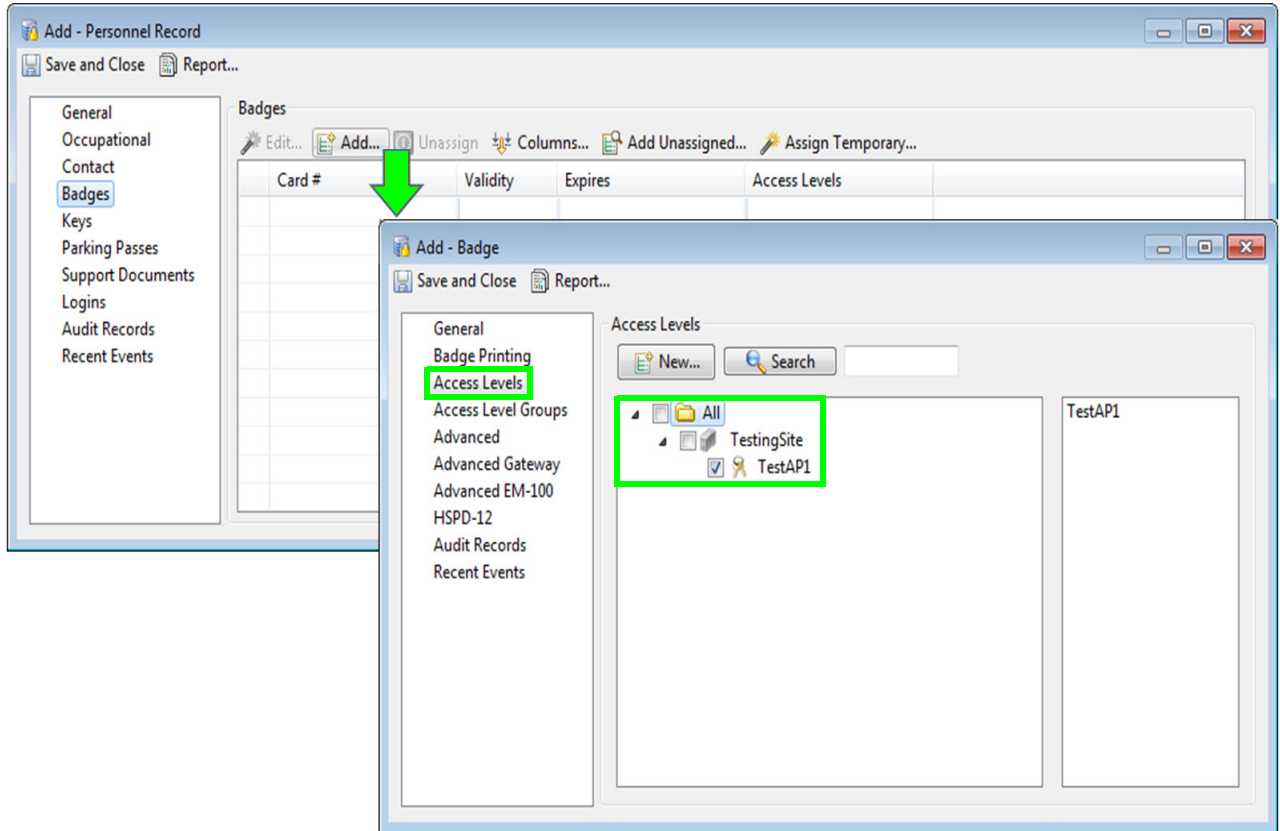 Add - Personnel Record
Save and Close Report...
General
Occupational
Contact
Badges
Keys
Parking Passes
Support Documents
Logins
Audit Records
Recent Events
Badges
Edit... Add... Unassign Columns... Add Unassigned... Assign Temporary...
Card # Validity Expires Access Levels
Add - Badge
Save and Close Report...
General
Badge Printing
Access Levels
Access Level Groups
Advanced
Advanced Gateway
Advanced EM-100
HSPD-12
Audit Records
Recent Events
Access Levels
New... Search
All
TestingSite
TestAP1
TestAP1